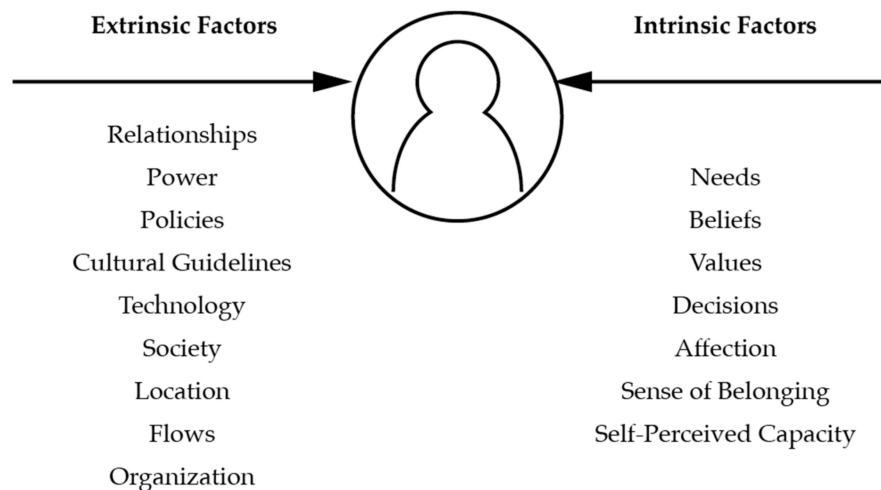 Extrinsic Factors
Relationships
Power
Policies
Cultural Guidelines
Technology
Society
Location
Flows
Organization
Intrinsic Factors
Needs
Beliefs
Values
Decisions
Affection
Sense of Belonging
Self-Perceived Capacity